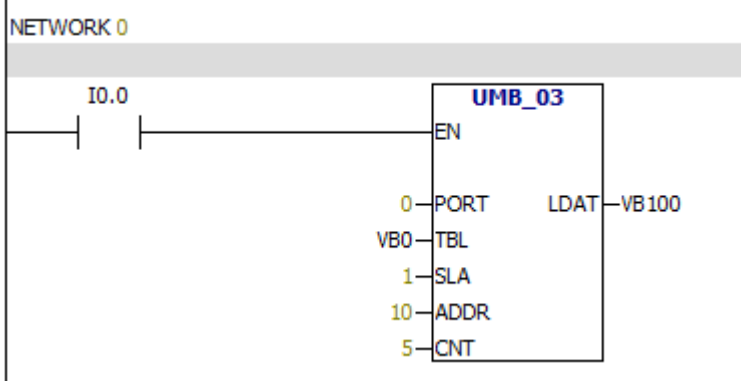 NETWORK 0
I0.0
UMB_03
EN
0 PORT LDAT VB100
VB0 TBL
1 SLA
10 ADDR
5 CNT